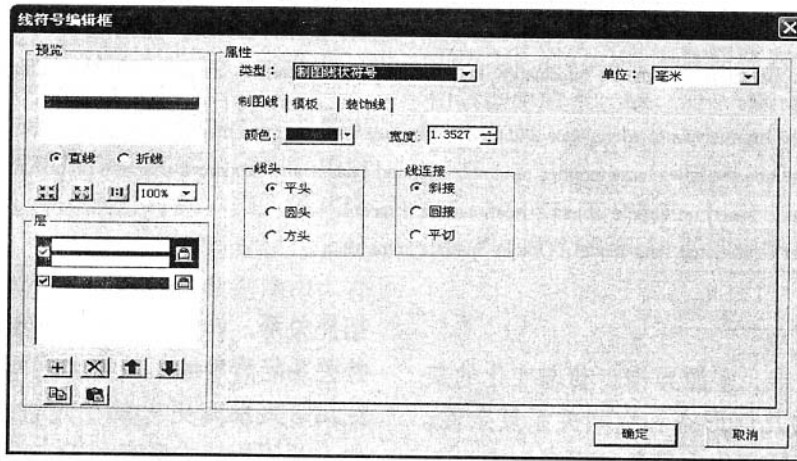 线符号编辑框
预览
直线 折线
1:1 100%
层
属性
类型： 制图线状符号 单位： 毫米
制图线 模板 装饰线
颜色： 宽度： 1.3527
线头
平头
圆头
方头
线连接
斜接
圆接
平切
确定 取消